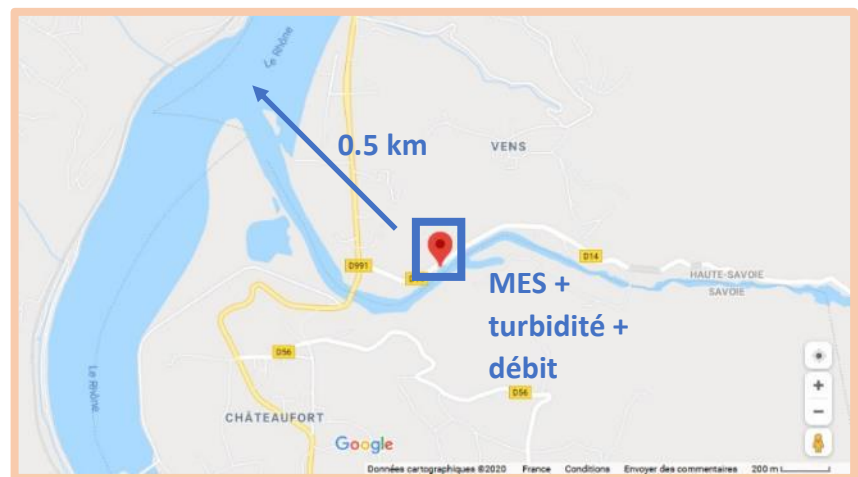 Le Rhône
0.5 km
VENS
D991
D14
HAUTE-SAVOIE
SAVOIE
MES +
turbidité +
débit
D56
D56
Le Rhône
CHÂTEAUFORT
Google
Données cartographiques ©2020 France Conditions Envoyer des commentaires 200 m